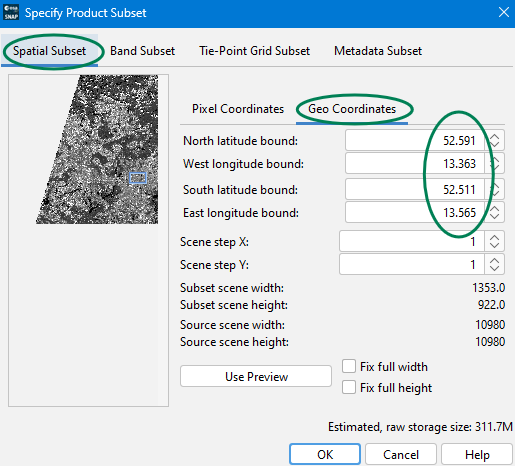 esa
SNAP
Specify Product Subset
Spatial Subset Band Subset Tie-Point Grid Subset Metadata Subset
Pixel Coordinates Geo Coordinates
North latitude bound: 52.591
West longitude bound: 13.363
South latitude bound: 52.511
East longitude bound: 13.565
Scene step X: 1
Scene step Y: 1
Subset scene width: 1353.0
Subset scene height: 922.0
Source scene width: 10980
Source scene height: 10980
Use Preview
Fix full width
Fix full height
Estimated, raw storage size: 311.7M
OK Cancel Help